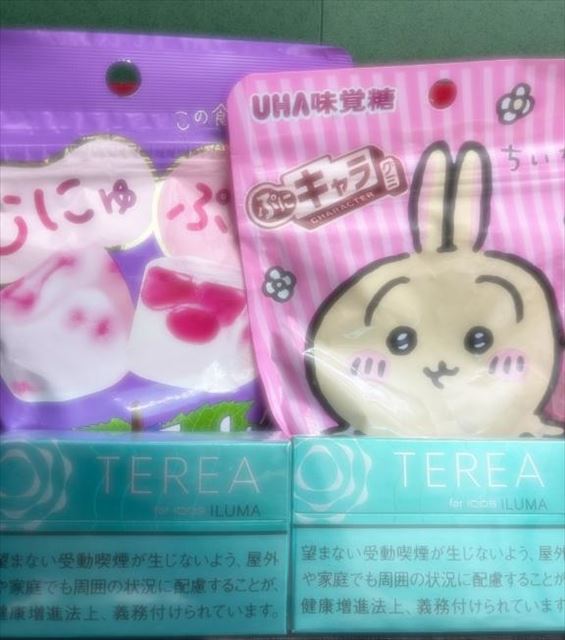 この食
にゅ
ぷ
UHA味覚糖
ちい
ぷにキャラグミ
CHARACTER
TEREA
for IQOS ILUMA
望まない受動喫煙が生じないよう、屋外
や家庭でも周囲の状況に配慮することが、
健康増進法上、義務付けられています。
TEREA
for IQOS ILUMA
望まない受動喫煙が生じないよう、屋外
や家庭でも周囲の状況に配慮することが
健康増進法上、義務付けられています